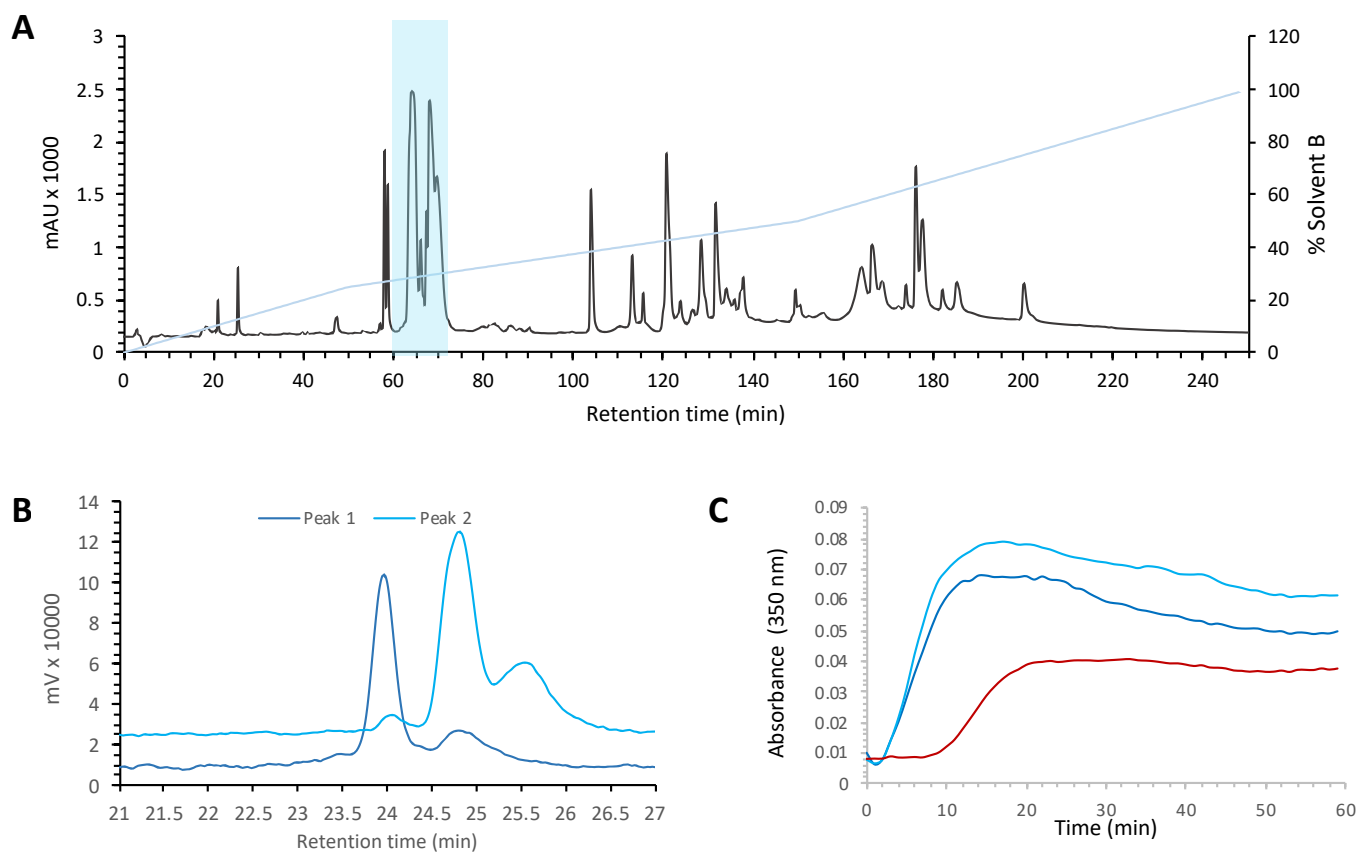 A
3
2.5
2
1.5
1
0.5
0
mAU x 1000
120
100
80
60
40
20
0
% Solvent B
0 20 40 60 80 100 120 140 160 180 200 220 240
Retention time (min)
B
14
12
10
8
6
4
2
0
mV x 10000
Peak 1 Peak 2
21 21.5 22 22.5 23 23.5 24 24.5 25 25.5 26 26.5 27
Retention time (min)
C
0.09
0.08
0.07
0.06
0.05
0.04
0.03
0.02
0.01
0
Absorbance (350 nm)
0 10 20 30 40 50 60
Time (min)